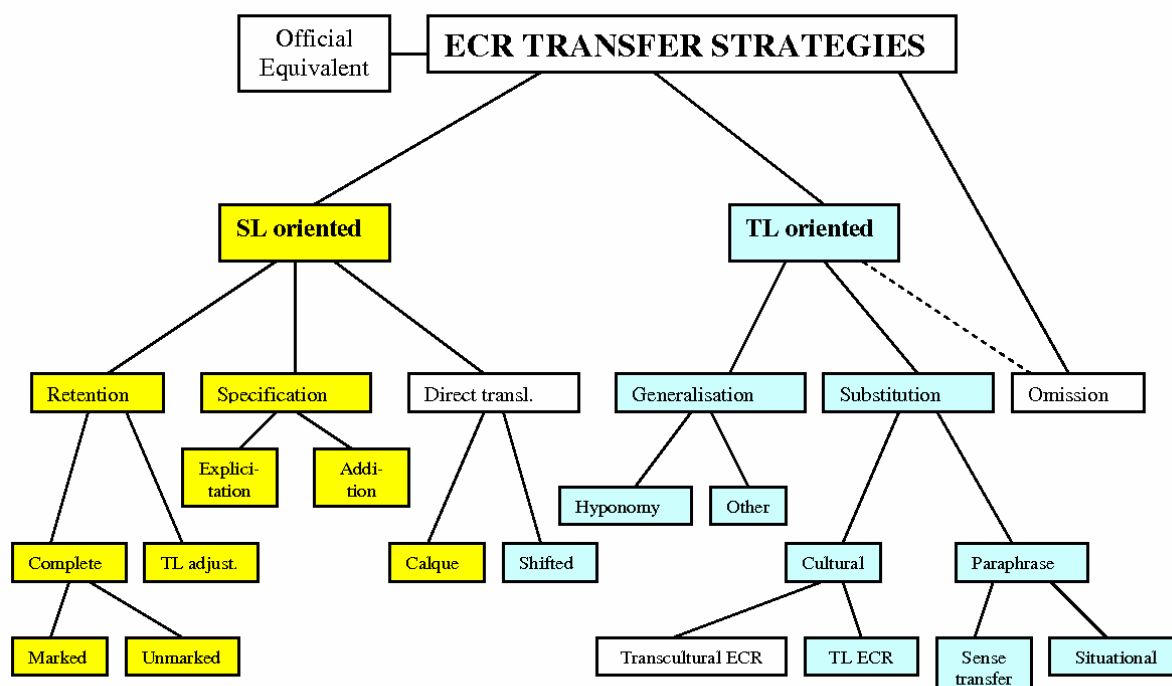 Official
Equivalent
ECR TRANSFER STRATEGIES
SL oriented
TL oriented
Retention
Specification
Direct transl.
Generalisation
Substitution
Omission
Explici-
tation
Addi-
tion
Hyponomy
Other
Complete
TL adjust.
Calque
Shifted
Cultural
Paraphrase
Marked
Unmarked
Transcultural ECR
TL ECR
Sense
transfer
Situational